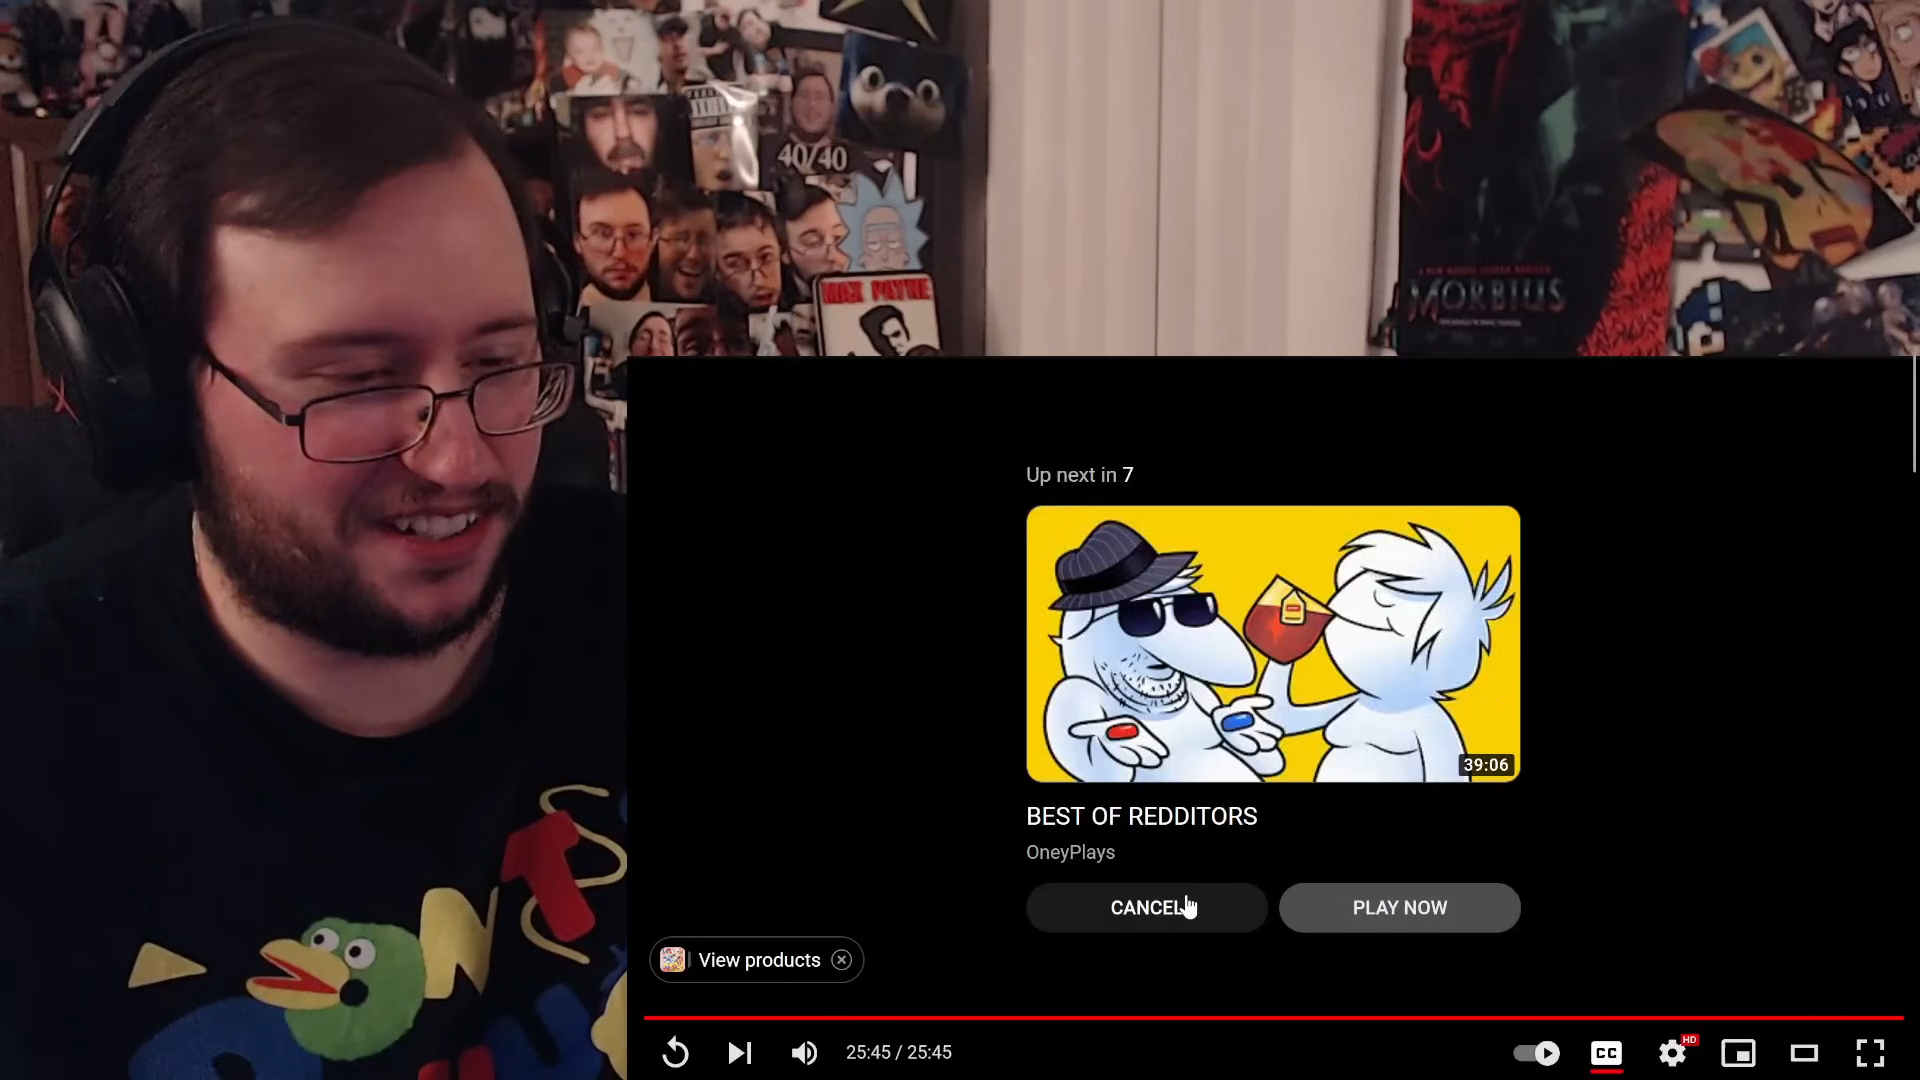 40/40
MAX PAYNE
MORBIUS
Up next in 7
39:06
BEST OF REDDITORS
OneyPlays
CANCEL
PLAY NOW
View products
25:45 / 25:45
CC
HD